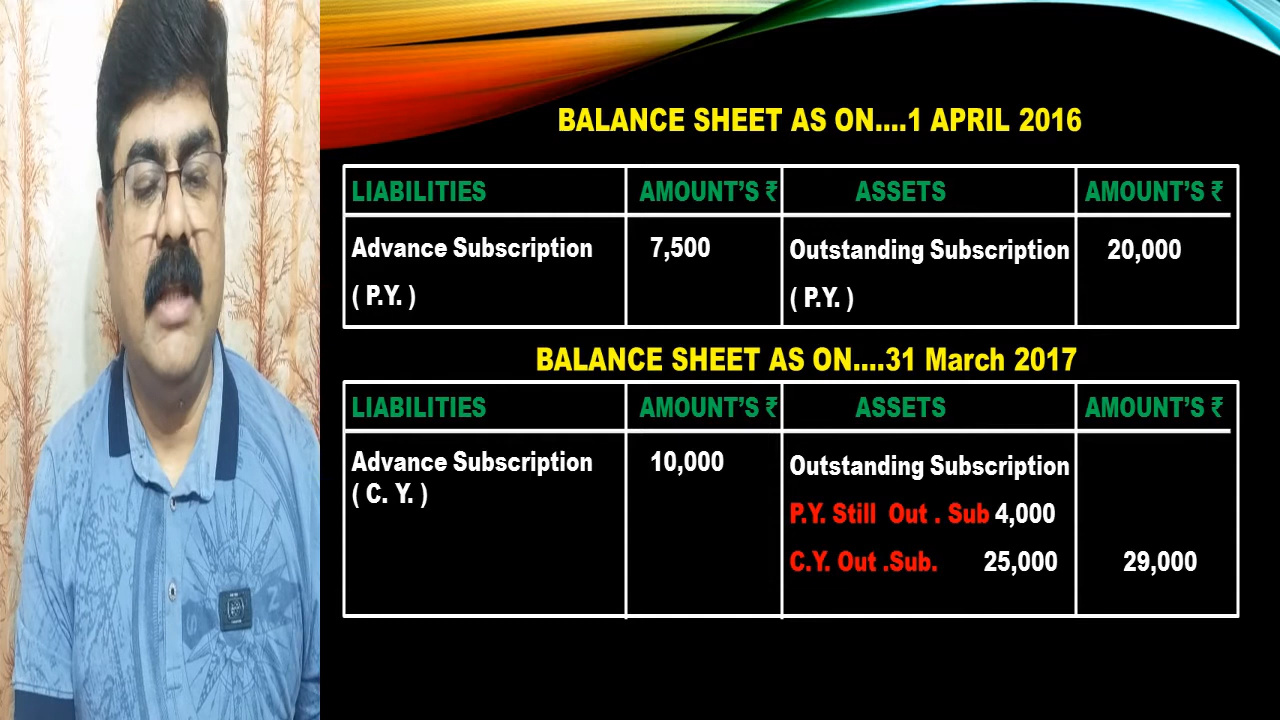 BALANCE SHEET AS ON....1 APRIL 2016
LIABILITIES AMOUNT'S ₹ ASSETS AMOUNT'S ₹
Advance Subscription 7,500 Outstanding Subscription 20,000
( P.Y. ) ( P.Y. )
BALANCE SHEET AS ON....31 March 2017
LIABILITIES AMOUNT'S ₹ ASSETS AMOUNT'S ₹
Advance Subscription 10,000 Outstanding Subscription
( C. Y. )
P.Y. Still Out . Sub 4,000
C.Y. Out .Sub. 25,000 29,000